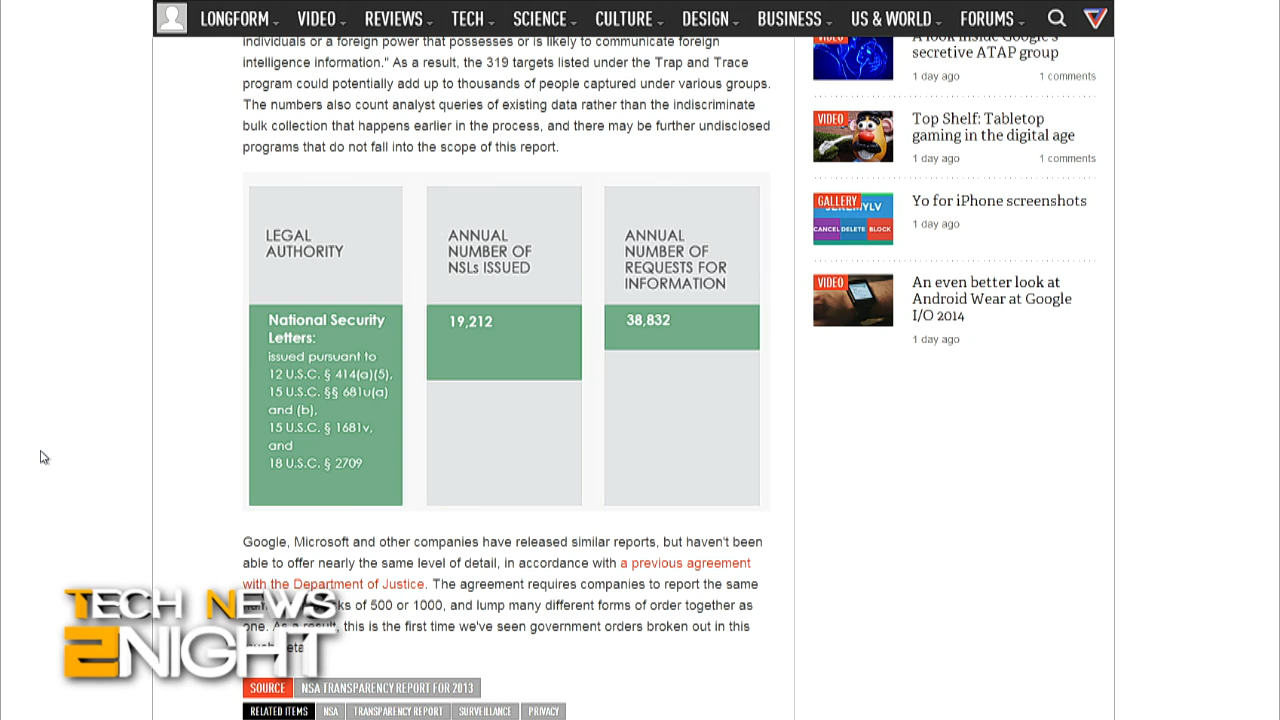 LONGFORM VIDEO REVIEWS TECH SCIENCE CULTURE DESIGN BUSINESS US & WORLD FORUMS
individuals or a foreign power that possesses or is likely to communicate foreign
intelligence information." As a result, the 319 targets listed under the Trap and Trace
program could potentially add up to thousands of people captured under various groups.
The numbers also count analyst queries of existing data rather than the indiscriminate
bulk collection that happens earlier in the process, and there may be further undisclosed
programs that do not fall into the scope of this report.
LEGAL
AUTHORITY
ANNUAL
NUMBER OF
NSLs ISSUED
ANNUAL
NUMBER OF
REQUESTS FOR
INFORMATION
National Security
Letters:
issued pursuant to
12 U.S.C. § 414(a)(5),
15 U.S.C. §§ 681u(a)
and (b),
15 U.S.C. § 1681v,
and
18 U.S.C. § 2709
19,212
38,832
Google, Microsoft and other companies have released similar reports, but haven't been
able to offer nearly the same level of detail, in accordance with a previous agreement
with the Department of Justice. The agreement requires companies to report the same
of 500 or 1000, and lump many different forms of order together as
one. As a result, this is the first time we've seen government orders broken out in this
SOURCE NSA TRANSPARENCY REPORT FOR 2013
RELATED ITEMS NSA TRANSPARENCY REPORT SURVEILLANCE PRIVACY
VIDEO
A look inside Google's
secretive ATAP group
1 day ago 1 comments
VIDEO
Top Shelf: Tabletop
gaming in the digital age
1 day ago 1 comments
GALLERY
CANCEL DELETE BLOCK
Yo for iPhone screenshots
1 day ago
VIDEO
An even better look at
Android Wear at Google
I/O 2014
1 day ago
TECH NEWS
2NIGHT